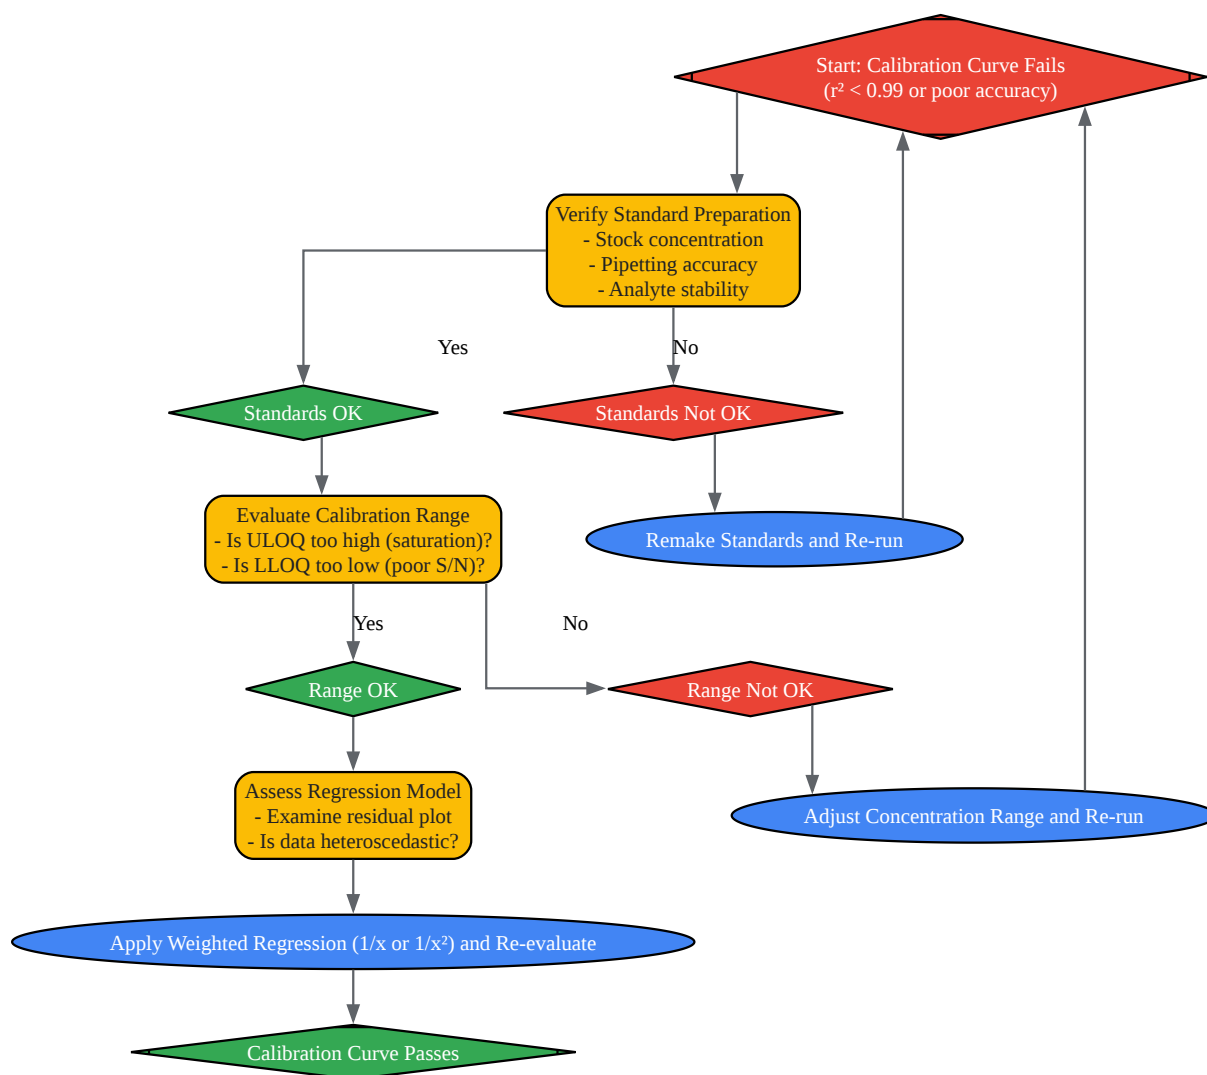 Start: Calibration Curve Fails
(r² < 0.99 or poor accuracy)
Verify Standard Preparation
- Stock concentration
- Pipetting accuracy
- Analyte stability
Yes
No
Standards OK
Standards Not OK
Evaluate Calibration Range
- Is ULOQ too high (saturation)?
- Is LLOQ too low (poor S/N)?
Remake Standards and Re-run
Yes
No
Range OK
Range Not OK
Assess Regression Model
- Examine residual plot
- Is data heteroscedastic?
Adjust Concentration Range and Re-run
Apply Weighted Regression (1/x or 1/x²) and Re-evaluate
Calibration Curve Passes